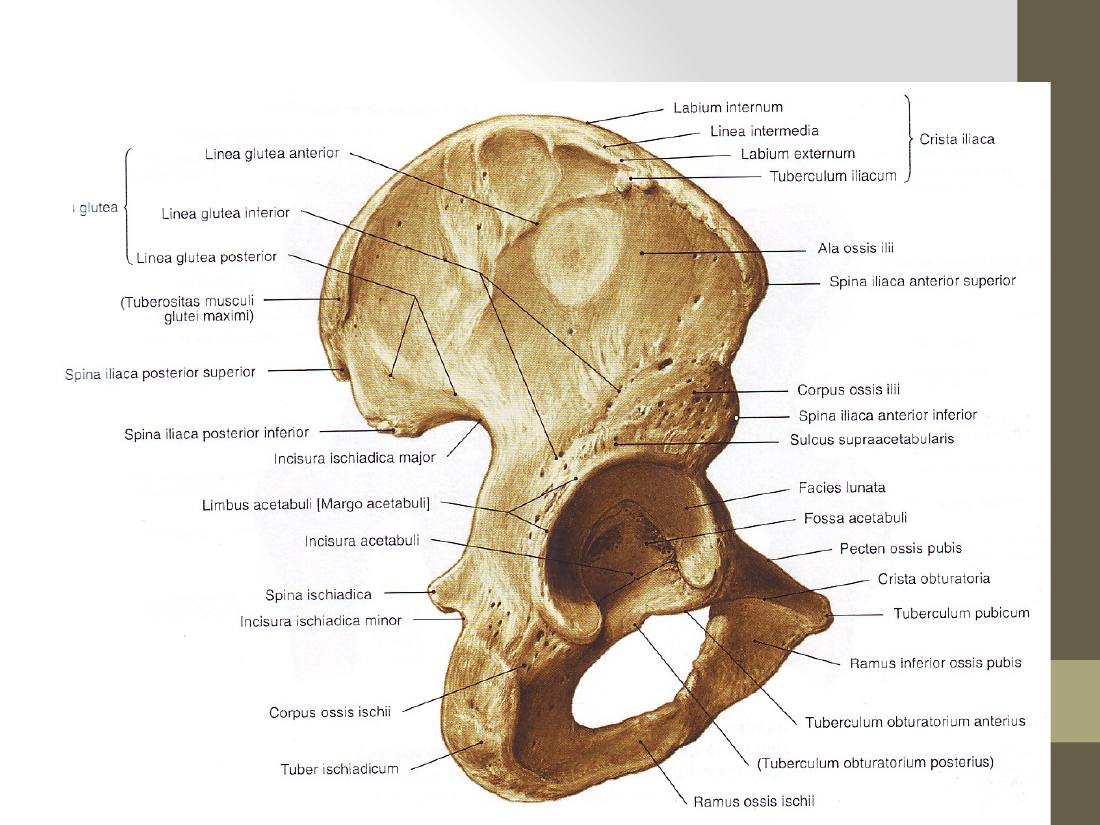 Labium internum
Linea intermedia
Labium externum
Tuberculum iliacum
Crista iliaca
Linea glutea anterior
glutea
Linea glutea inferior
Linea glutea posterior
(Tuberositas musculi
glutei maximi)
Spina iliaca posterior superior
Spina iliaca posterior inferior
Incisura ischiadica major
Limbus acetabuli [Margo acetabuli]
Incisura acetabuli
Spina ischiadica
Incisura ischiadica minor
Corpus ossis ischii
Tuber ischiadicum
Ala ossis ilii
Spina iliaca anterior superior
Corpus ossis ilii
Spina iliaca anterior inferior
Sulcus supraacetabularis
Facies lunata
Fossa acetabuli
Pecten ossis pubis
Crista obturatoria
Tuberculum pubicum
Ramus inferior ossis pubis
Tuberculum obturatorium anterius
(Tuberculum obturatorium posterius)
Ramus ossis ischii